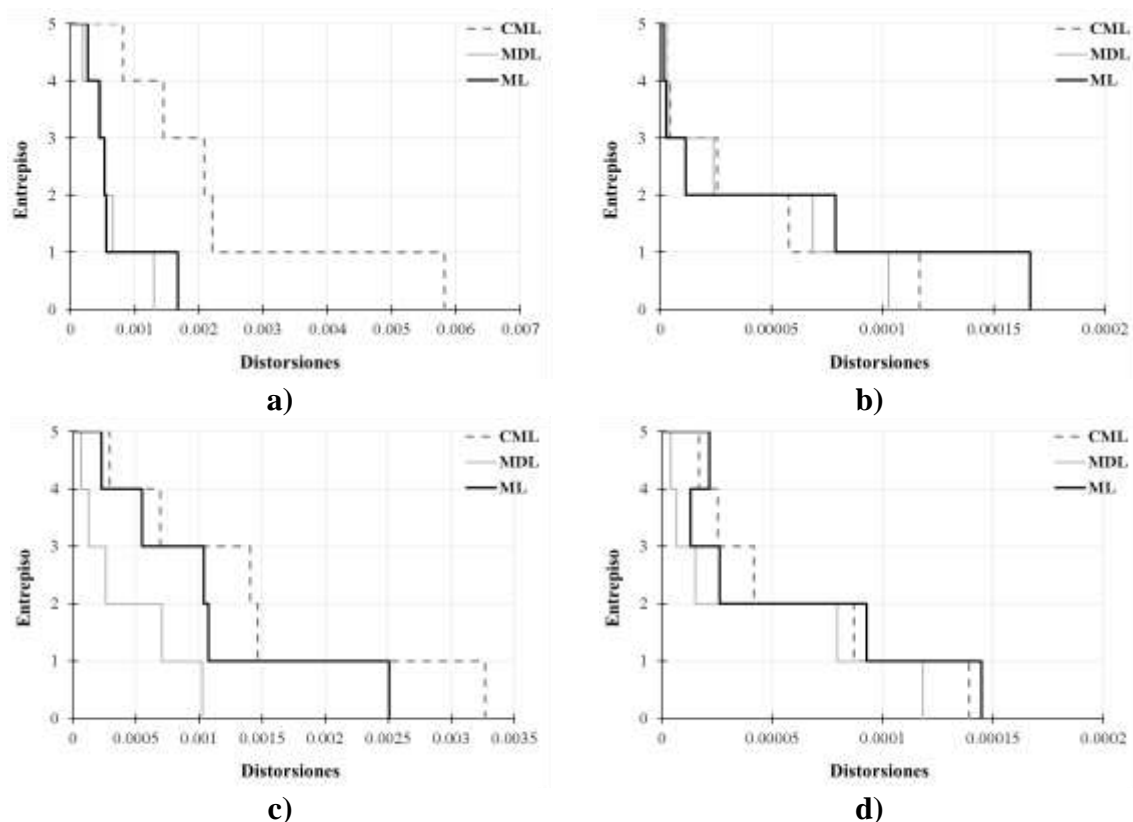 5
4
3
2
1
0
Entrepiso
CML
MDL
ML
0 0.001 0.002 0.003 0.004 0.005 0.006 0.007
Distorsiones
a)
5
4
3
2
1
0
Entrepiso
CML
MDL
ML
0 0.00005 0.0001 0.00015 0.0002
Distorsiones
b)
5
4
3
2
1
0
Entrepiso
CML
MDL
ML
0 0.0005 0.001 0.0015 0.002 0.0025 0.003 0.0035
Distorsiones
c)
5
4
3
2
1
0
Entrepiso
CML
MDL
ML
0 0.00005 0.0001 0.00015 0.0002
Distorsiones
d)